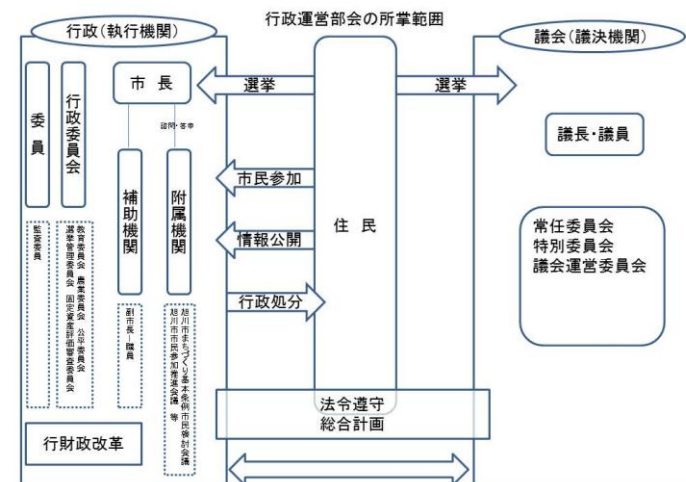 行政運営部会の所掌範囲
行政(執行機関)
議会(議決機関)
市 長
選挙
選挙
委員
行政委員会
諮問・答申
議長・議員
補助機関
附属機関
市民参加
住 民
情報公開
行政処分
常任委員会
特別委員会
議会運営委員会
監査委員
教育委員会 農業委員会 公平委員会
選挙管理委員会 固定資産評価審査委員会
副市長ー職員
旭川市まちづくり基本条例市民検討会議
旭川市市民参加推進会議 等
法令遵守
総合計画
行財政改革